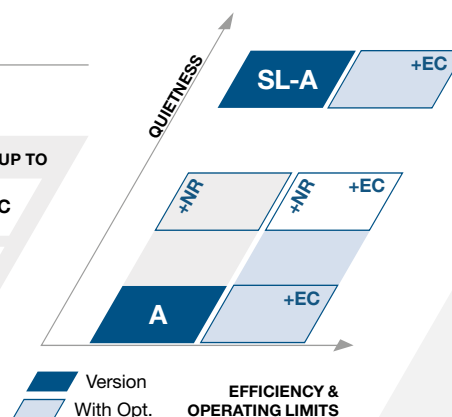 QUIETNESS
SL-A
+EC
UP TO
C
+NR
+NR
+EC
A
+EC
Version
With Opt.
EFFICIENCY &
OPERATING LIMITS